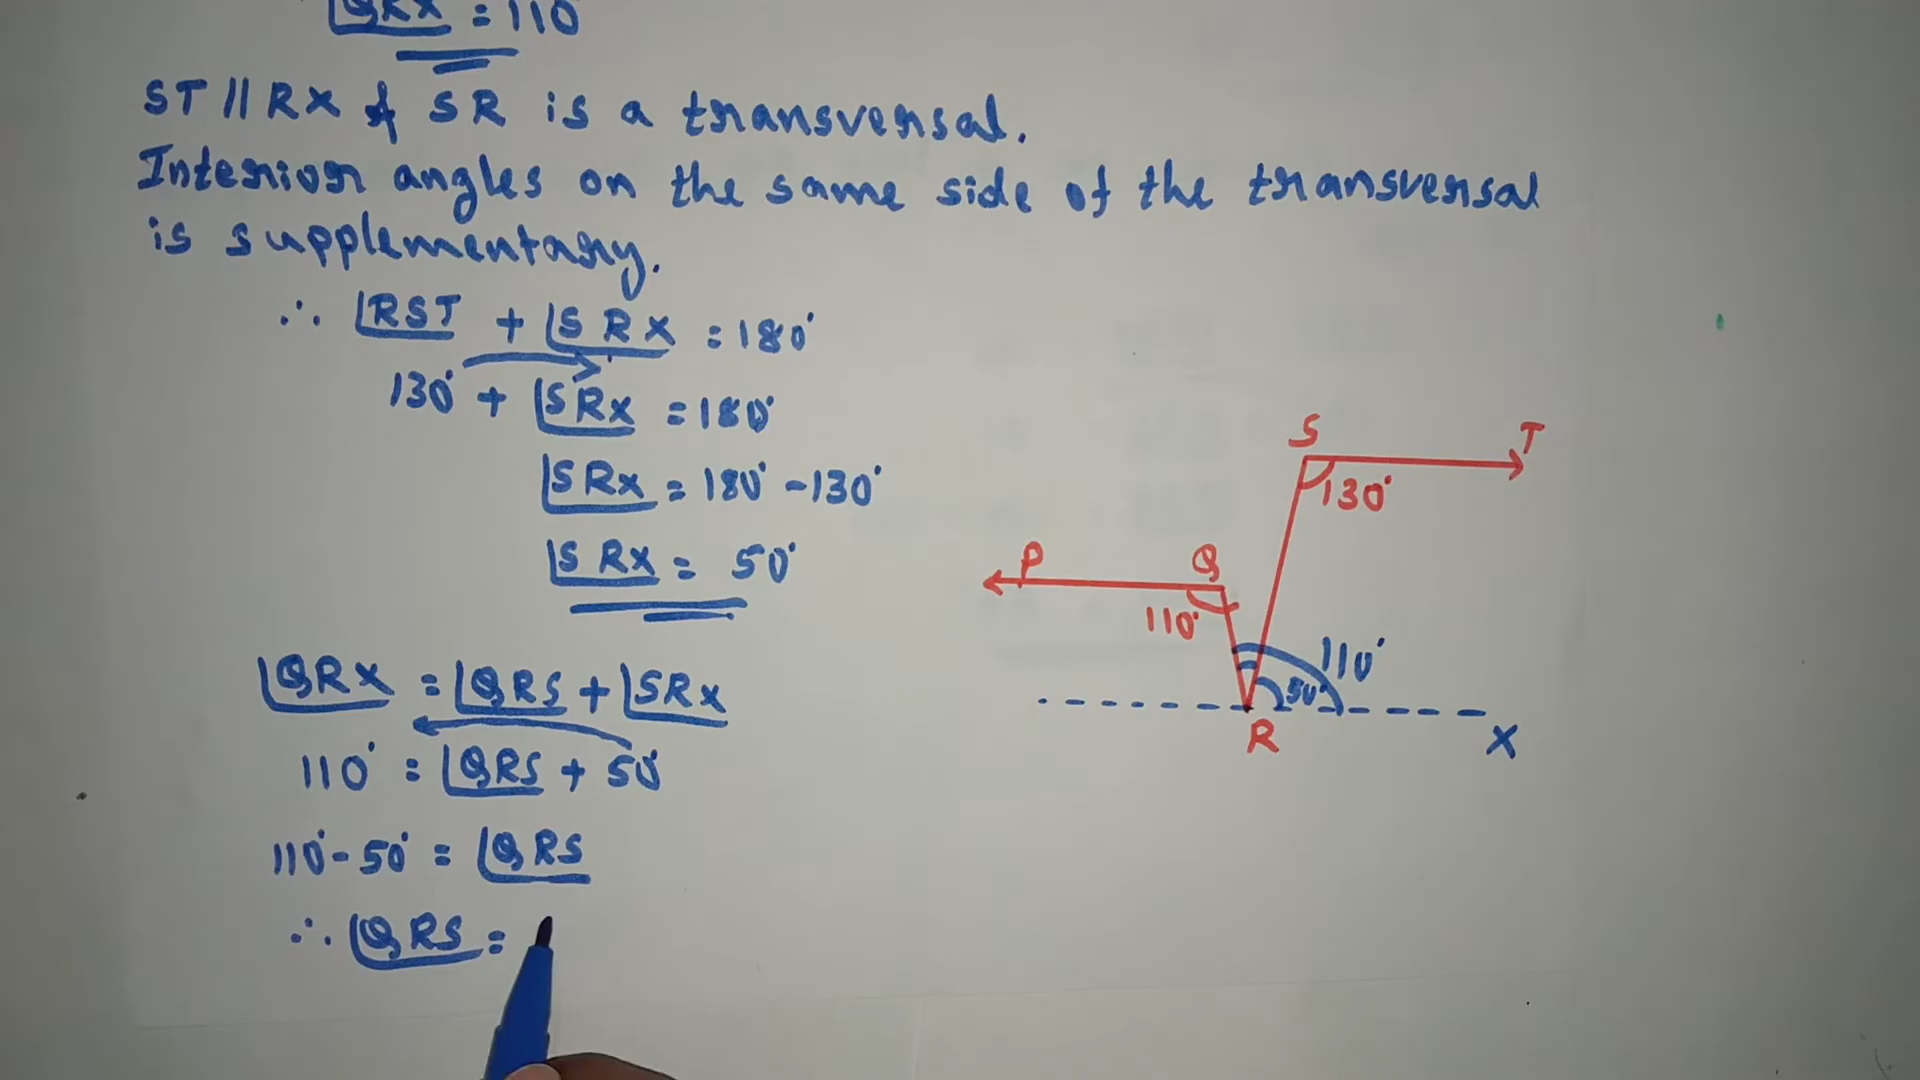 ∠QRX = 110°
ST || RX & SR is a transversal.
Interior angles on the same side of the transversal
is supplementary.
∴ ∠RST + ∠SRX = 180°
130° + ∠SRX = 180°
∠SRX = 180° - 130°
∠SRX = 50°
∠QRX = ∠QRS + ∠SRX
110° = ∠QRS + 50°
110° - 50° = ∠QRS
∴ ∠QRS =
S T
130°
P Q
110°
110°
50°
R X